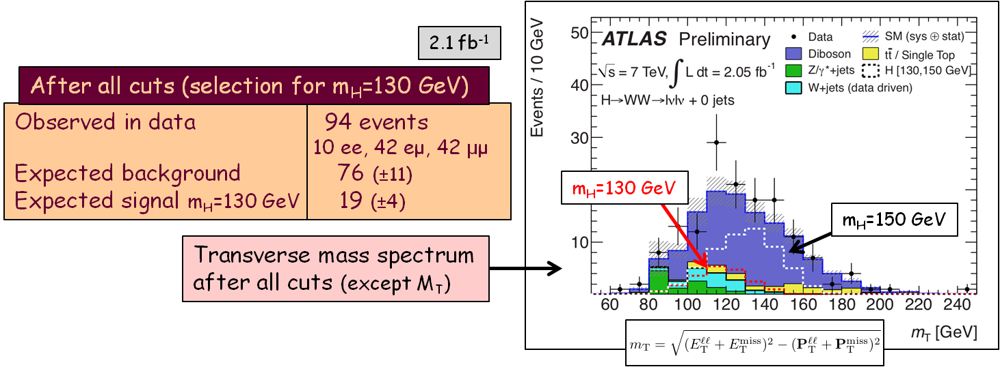 2.1 fb-1
After all cuts (selection for mH=130 GeV)
Observed in data 94 events
10 ee, 42 eμ, 42 μμ
Expected background 76 (±11)
Expected signal mH=130 GeV 19 (±4)
Transverse mass spectrum
after all cuts (except MT)
Events / 10 GeV
50
40
30
20
10
ATLAS Preliminary
√s = 7 TeV, ∫ L dt = 2.05 fb-1
H→WW→lνlν + 0 jets
Data
SM (sys ⊕ stat)
Diboson
tt̄ / Single Top
Z/γ*+jets
H [130,150 GeV]
W+jets (data driven)
mH=130 GeV
mH=150 GeV
60 80 100 120 140 160 180 200 220 240
mT [GeV]
mT = √(ETℓℓ + ETmiss)2 − (PTℓℓ + PTmiss)2